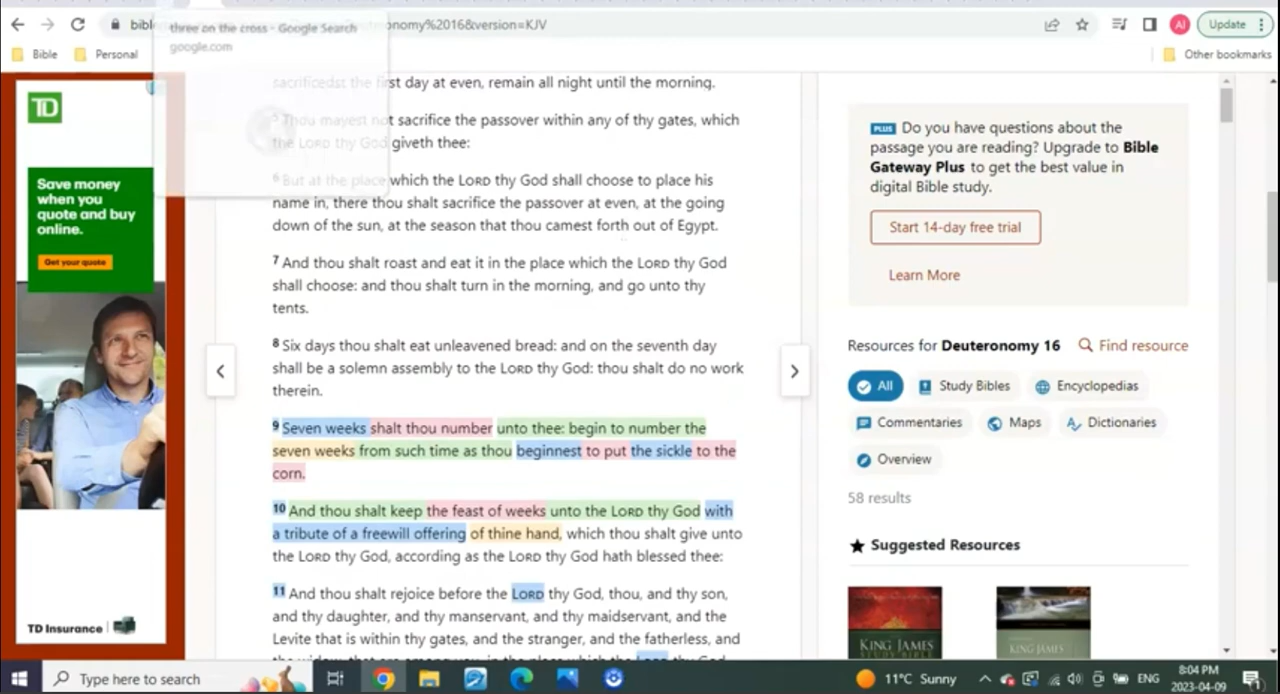 three on the cross - Google Search
google.com
onomy%2016&version=KJV
AI
Update
Bible
Personal
Other bookmarks
TD
Save money
when you
quote and buy
online.
Get your quote
TD Insurance
the first day at even, remain all night until the morning.
Thou mayest not sacrifice the passover within any of thy gates, which
the LORD thy God giveth thee:
6 But at the place which the LORD thy God shall choose to place his
name in, there thou shalt sacrifice the passover at even, at the going
down of the sun, at the season that thou camest forth out of Egypt.
7 And thou shalt roast and eat it in the place which the LORD thy God
shall choose: and thou shalt turn in the morning, and go unto thy
tents.
8 Six days thou shalt eat unleavened bread: and on the seventh day
shall be a solemn assembly to the LORD thy God: thou shalt do no work
therein.
9 Seven weeks shalt thou number unto thee: begin to number the
seven weeks from such time as thou beginnest to put the sickle to the
corn.
10 And thou shalt keep the feast of weeks unto the LORD thy God with
a tribute of a freewill offering of thine hand, which thou shalt give unto
the LORD thy God, according as the LORD thy God hath blessed thee:
11 And thou shalt rejoice before the LORD thy God, thou, and thy son,
and thy daughter, and thy manservant, and thy maidservant, and the
Levite that is within thy gates, and the stranger, and the fatherless, and
PLUS Do you have questions about the
passage you are reading? Upgrade to Bible
Gateway Plus to get the best value in
digital Bible study.
Start 14-day free trial
Learn More
Resources for Deuteronomy 16
Find resource
All
Study Bibles
Encyclopedias
Commentaries
Maps
Dictionaries
Overview
58 results
Suggested Resources
KING JAMES
KING JAMES
Type here to search
11°C Sunny
ENG
8:04 PM
2023-04-09